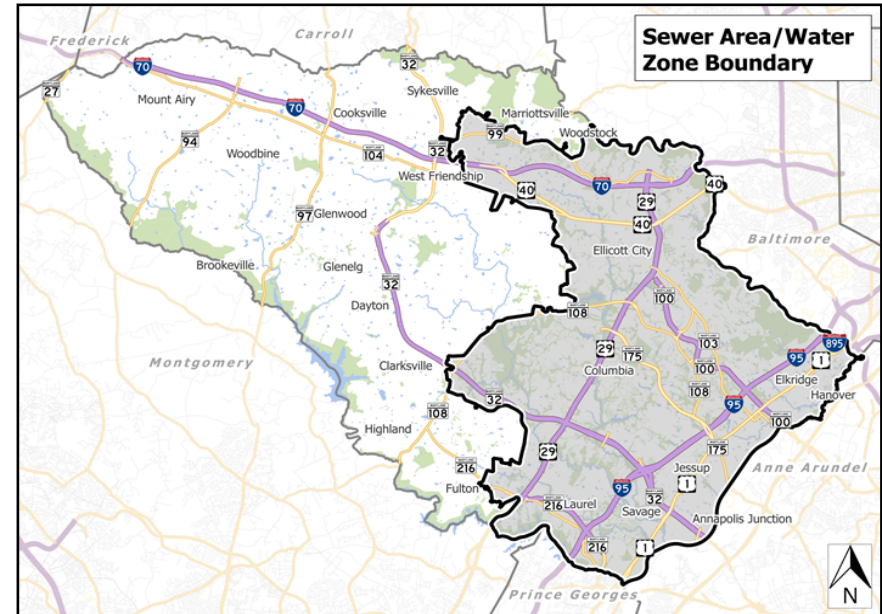 Sewer Area/Water
Zone Boundary
Frederick
Carroll
70
32
27
Mount Airy
Sykesville
70
Cooksville
Marriottsville
94
99
Woodstock
Woodbine
104
32
West Friendship
40
70
40
29
97
Glenwood
40
Ellicott City
Baltimore
Brookeville
Glenelg
32
100
Dayton
108
103
895
29
175
95
1
Montgomery
Clarksville
Columbia
100
Elkridge
32
108
95
Hanover
108
100
Highland
29
175
216
Jessup
Anne Arundel
Fulton
95
1
216
Laurel
32
Savage
Annapolis Junction
216
1
Prince Georges
N